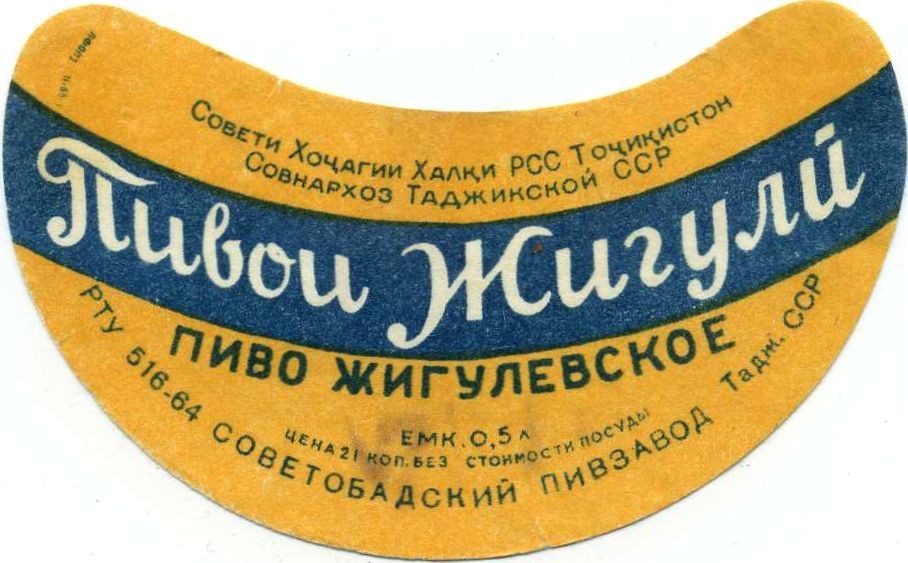 Совети Хоҷагии Халқи РСС Тоҷикистон
Совнархоз Таджикской ССР
Пивои Жигулӣ
ПИВО ЖИГУЛЕВСКОЕ
ЕМК. 0,5 л
ЦЕНА 21 КОП. БЕЗ СТОИМОСТИ ПОСУДЫ
РТУ 516-64 СОВЕТОБАДСКИЙ ПИВЗАВОД Тадж. ССР